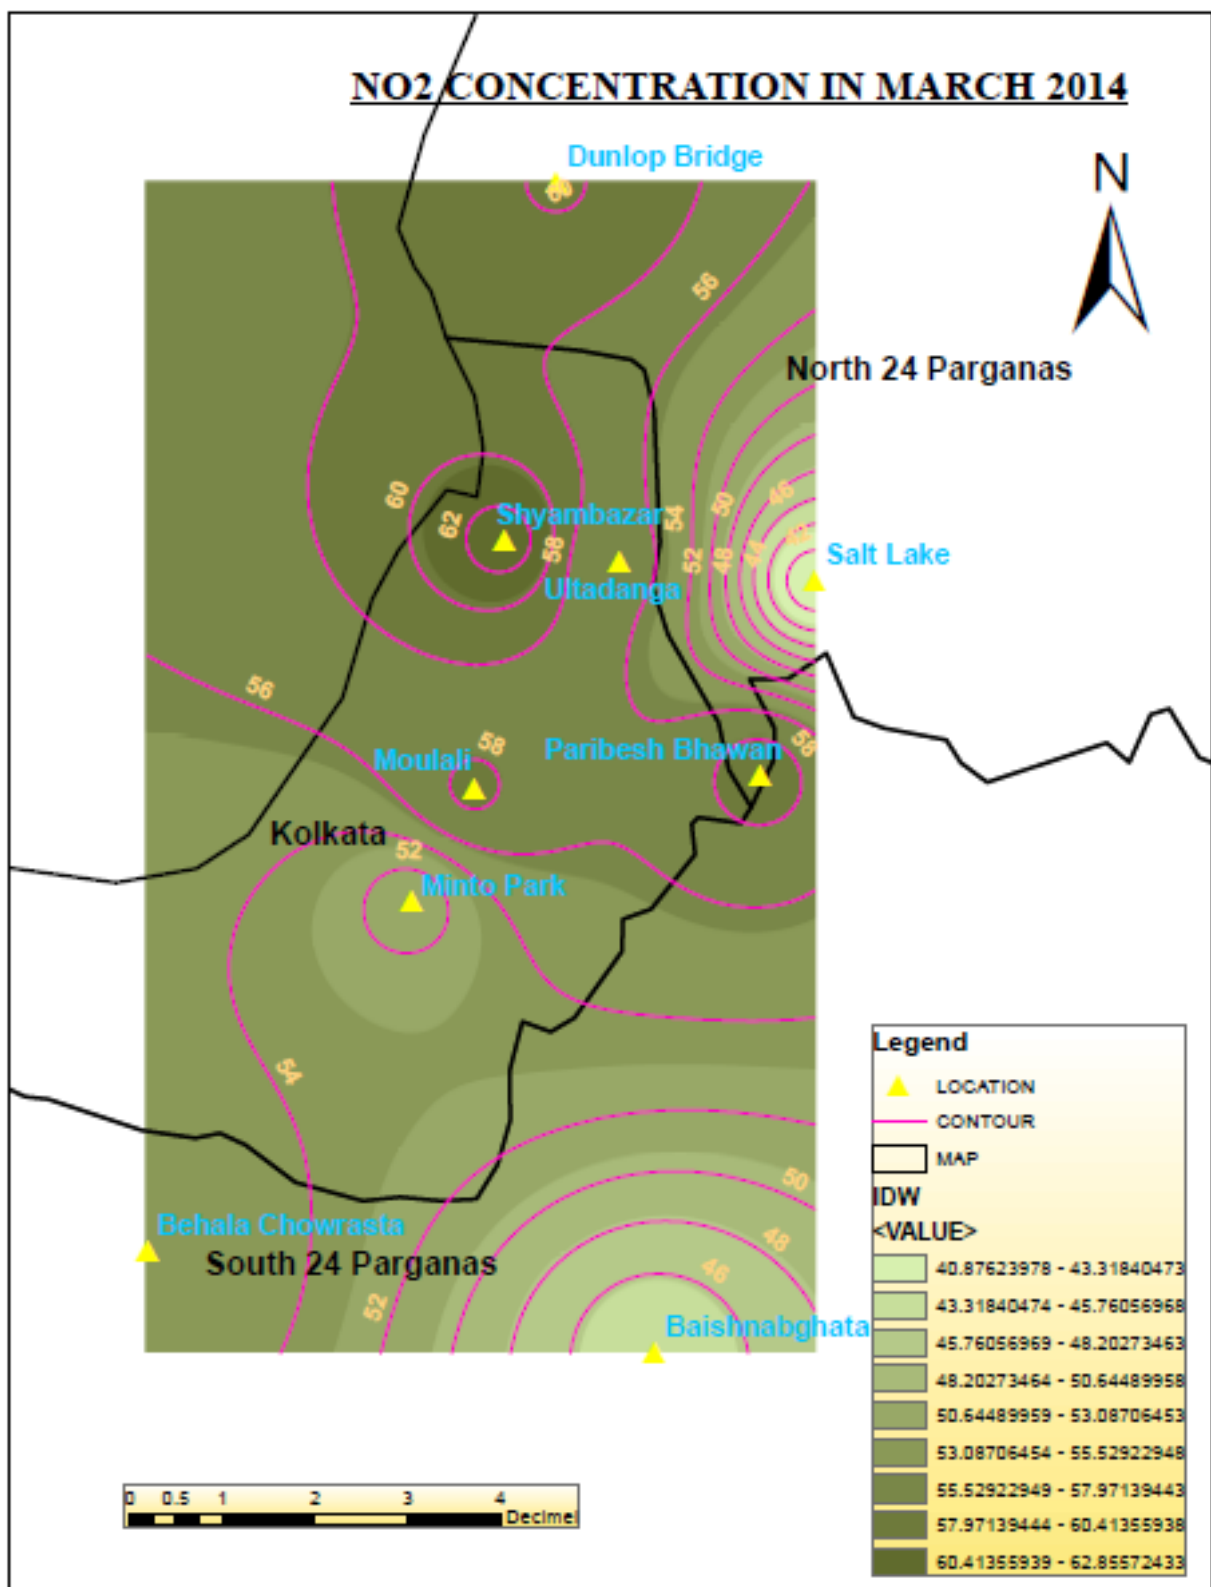 NO2 CONCENTRATION IN MARCH 2014
Dunlop Bridge
N
60
56
North 24 Parganas
60
62
Shyambazar
58
54
50
46
52
48
44
42
Salt Lake
Ultadanga
56
58
Moulali
Paribesh Bhawan
58
Kolkata
52
Minto Park
54
50
48
46
52
Behala Chowrasta
South 24 Parganas
Baishnabghata
Legend
LOCATION
CONTOUR
MAP
IDW
<VALUE>
40.87623978 - 43.31840473
43.31840474 - 45.76056968
45.76056969 - 48.20273463
48.20273464 - 50.64489958
50.64489959 - 53.08706453
53.08706454 - 55.52922948
55.52922949 - 57.97139443
57.97139444 - 60.41355938
60.41355939 - 62.85572433
0 0.5 1 2 3 4
Decimel